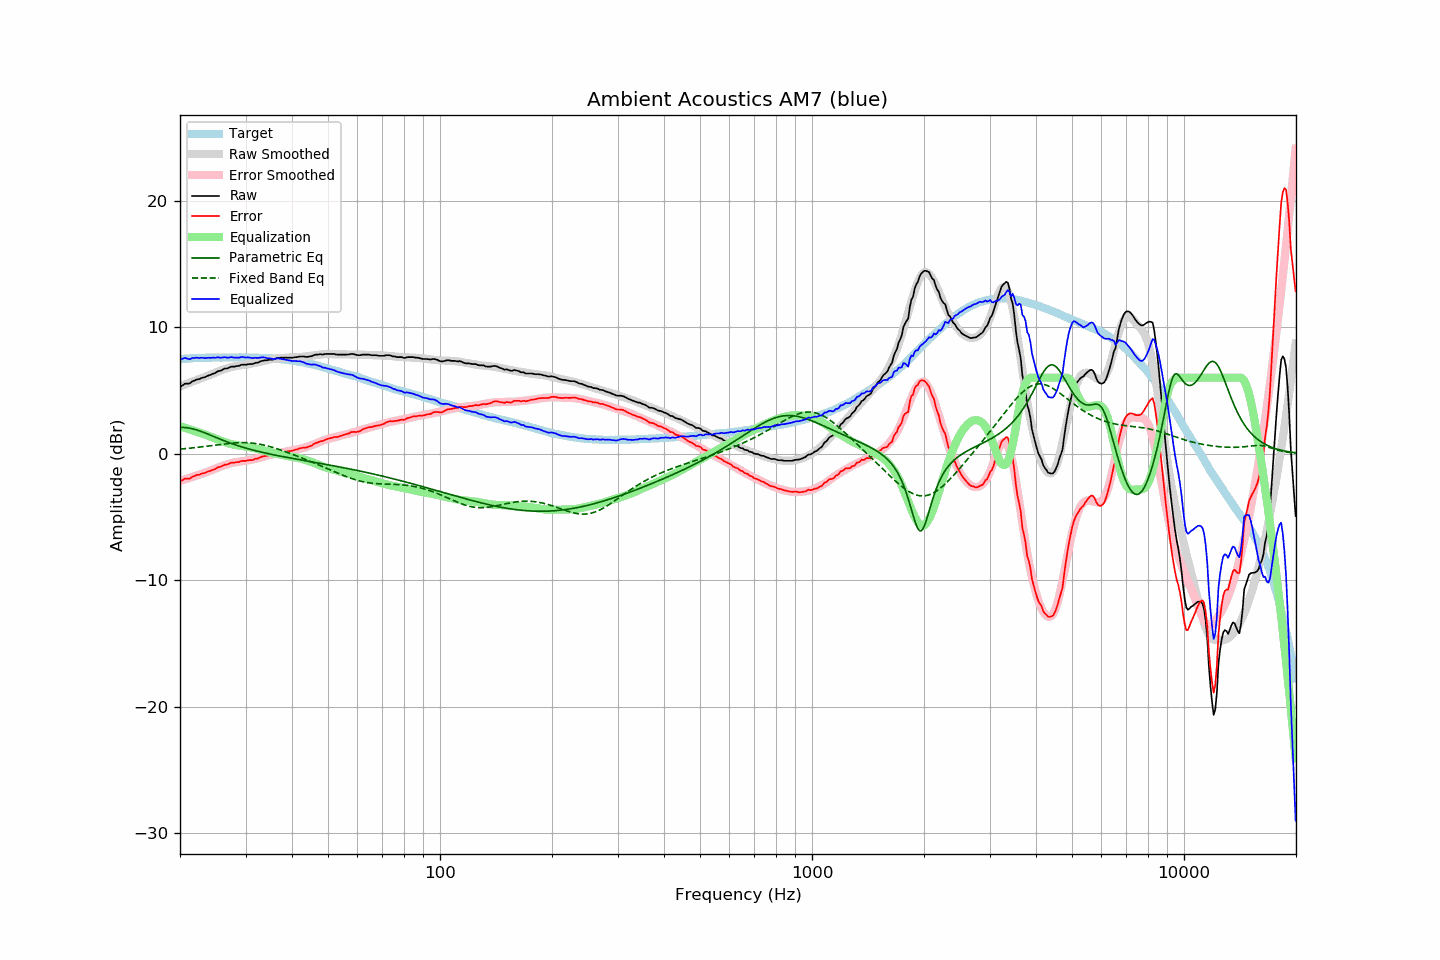 Ambient Acoustics AM7 (blue)
Target
Raw Smoothed
Error Smoothed
Raw
Error
Equalization
Parametric Eq
Fixed Band Eq
Equalized
20
10
0
−10
−20
−30
Amplitude (dBr)
100
1000
10000
Frequency (Hz)